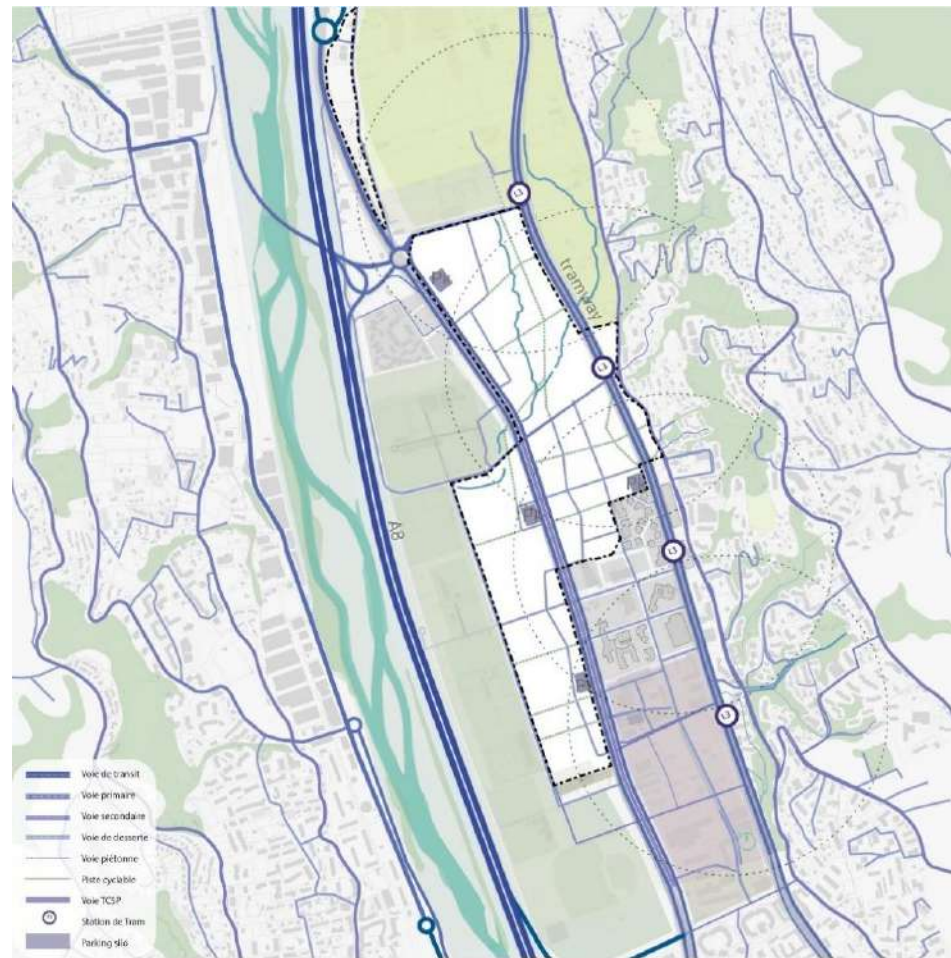 tramway
A8
Voie de transit
Voie primaire
Voie secondaire
Voie de desserte
Voie piétonne
Piste cyclable
Voie TCSP
Station de Tram
Parking silo